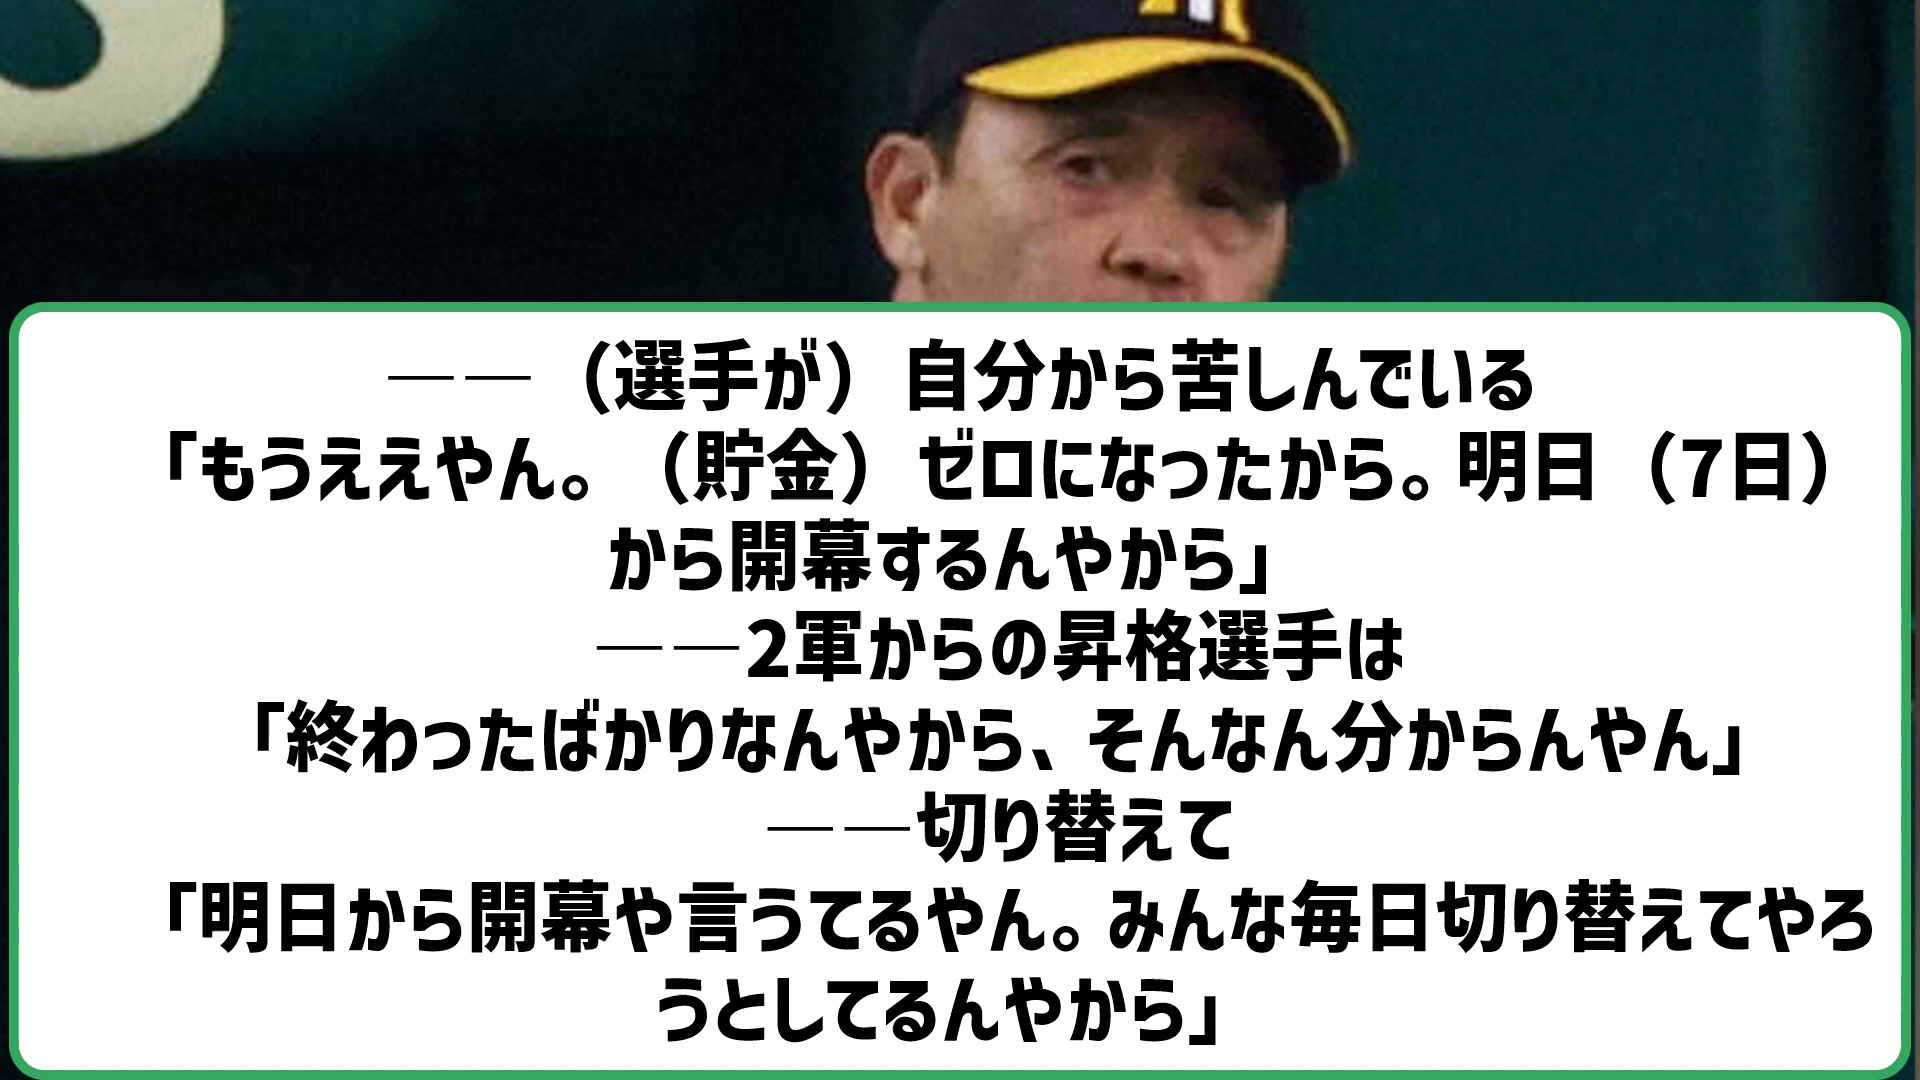 ――（選手が）自分から苦しんでいる
「もうええやん。（貯金）ゼロになったから。明日（7日）
から開幕するんやから」
――2軍からの昇格選手は
「終わったばかりなんやから、そんなん分からんやん」
――切り替えて
「明日から開幕や言うてるやん。みんな毎日切り替えてやろ
うとしてるんやから」